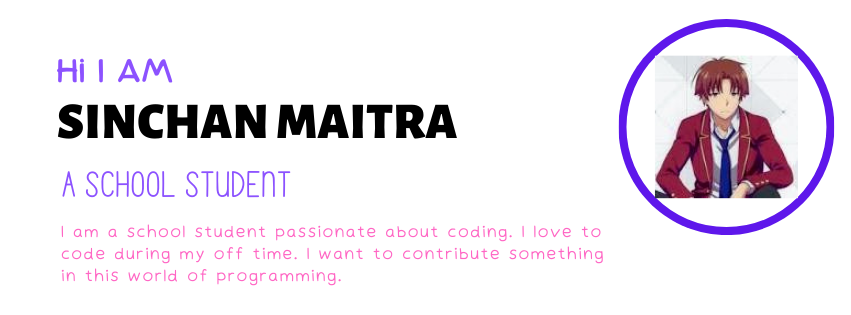 Hi I AM
SINCHAN MAITRA
A SCHOOL STUDENT
I am a school student passionate about coding. I love to
code during my off time. I want to contribute something
in this world of programming.